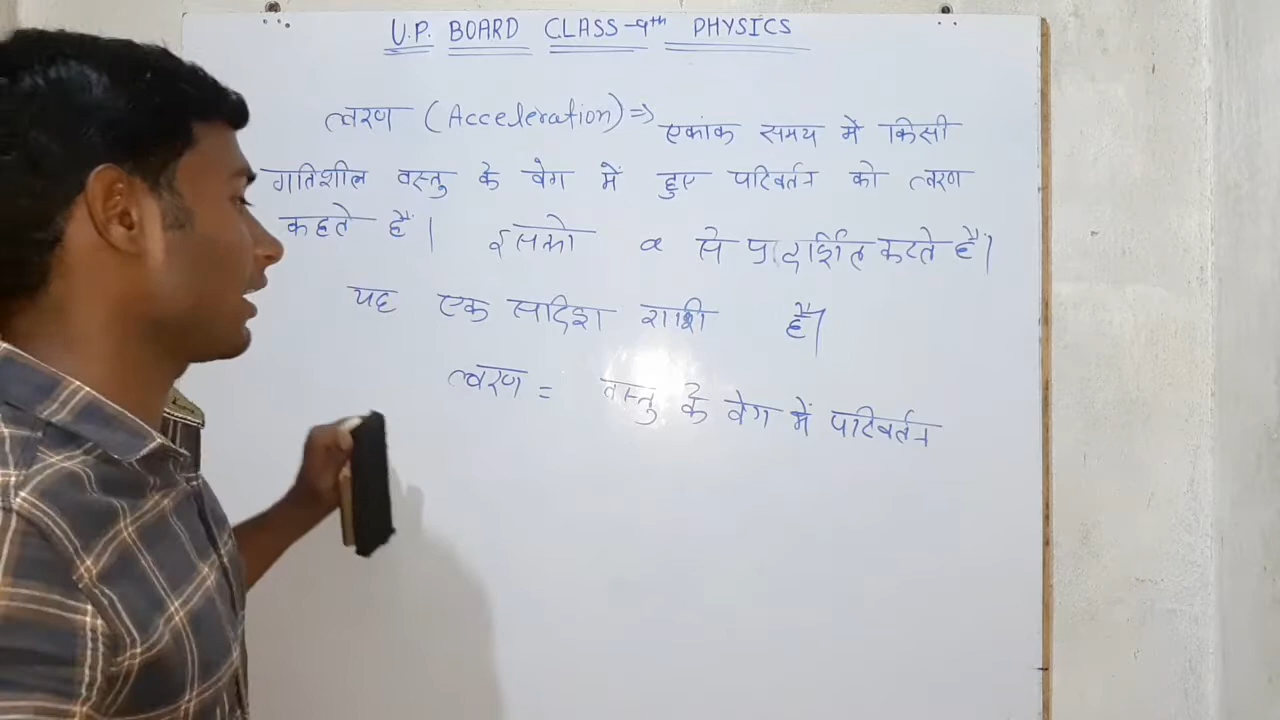 U.P. BOARD CLASS-9th PHYSICS
त्वरण (Acceleration) ⇒ एकांक समय में किसी
गतिशील वस्तु के वेग में हुए परिवर्तन को त्वरण
कहते हैं। इसको a से प्रदर्शित करते हैं।
यह एक सदिश राशी है।
त्वरण = वस्तु के वेग में परिवर्तन